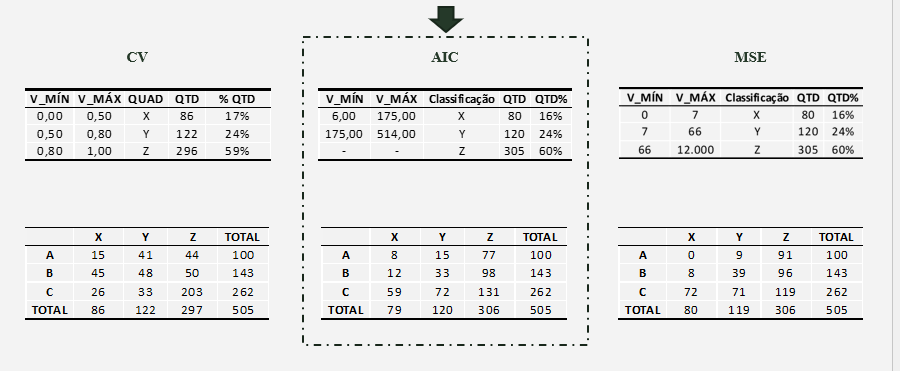 CV
V_MÍN V_MÁX QUAD QTD % QTD
0,00 0,50 X 86 17%
0,50 0,80 Y 122 24%
0,80 1,00 Z 296 59%
X Y Z TOTAL
A 15 41 44 100
B 45 48 50 143
C 26 33 203 262
TOTAL 86 122 297 505
AIC
V_MÍN V_MÁX Classificação QTD QTD%
6,00 175,00 X 80 16%
175,00 514,00 Y 120 24%
- - Z 305 60%
X Y Z TOTAL
A 8 15 77 100
B 12 33 98 143
C 59 72 131 262
TOTAL 79 120 306 505
MSE
V_MÍN V_MÁX Classificação QTD QTD%
0 7 X 80 16%
7 66 Y 120 24%
66 12.000 Z 305 60%
X Y Z TOTAL
A 0 9 91 100
B 8 39 96 143
C 72 71 119 262
TOTAL 80 119 306 505